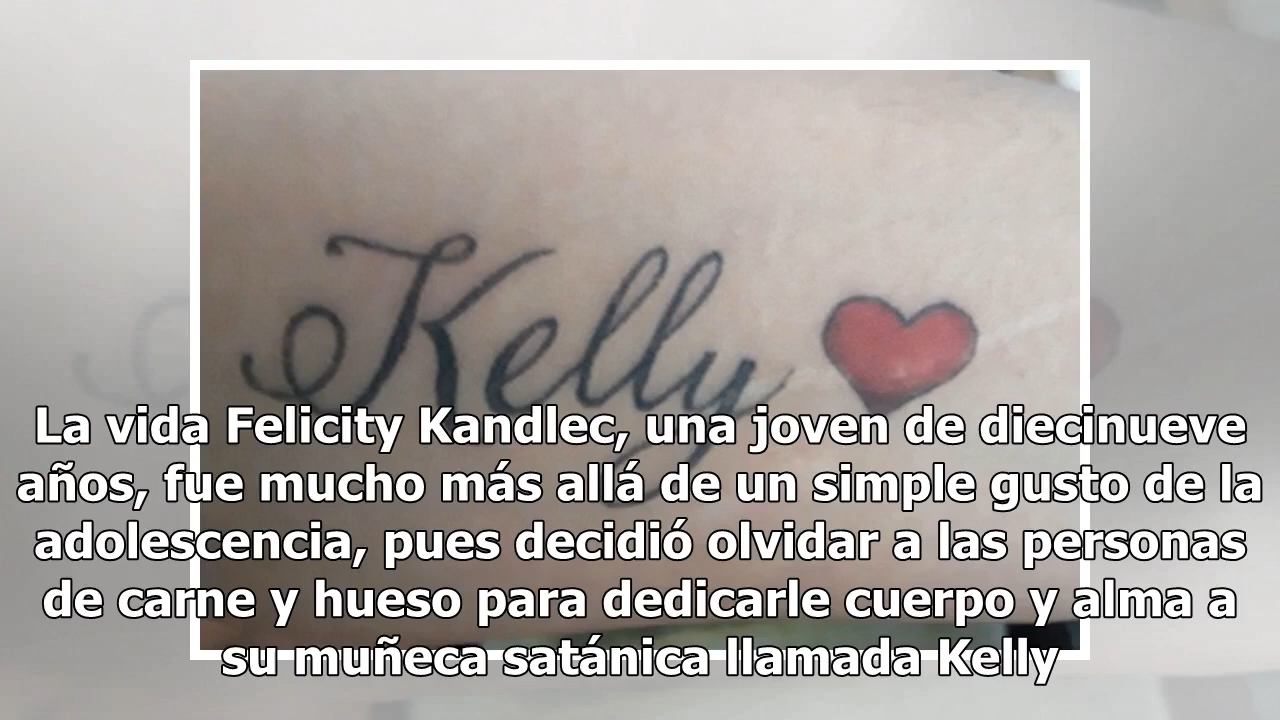 Kelly
La vida Felicity Kandlec, una joven de diecinueve
años, fue mucho más allá de un simple gusto de la
adolescencia, pues decidió olvidar a las personas
de carne y hueso para dedicarle cuerpo y alma a
su muñeca satánica llamada Kelly